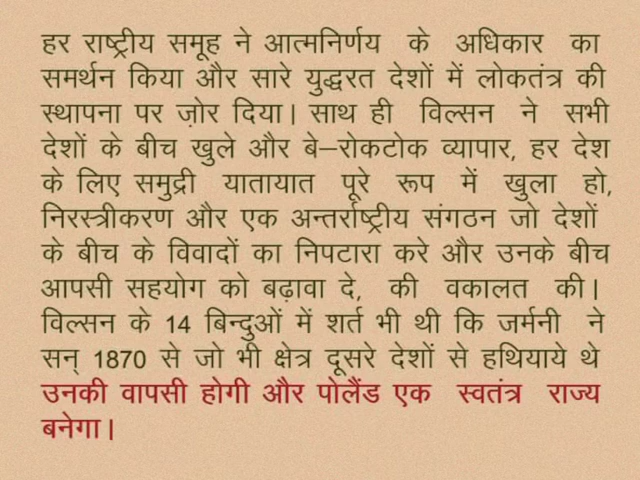 हर राष्ट्रीय समूह ने आत्मनिर्णय के अधिकार का
समर्थन किया और सारे युद्धरत देशों में लोकतंत्र की
स्थापना पर ज़ोर दिया। साथ ही विल्सन ने सभी
देशों के बीच खुले और बे–रोकटोक व्यापार, हर देश
के लिए समुद्री यातायात पूरे रूप में खुला हो,
निरस्त्रीकरण और एक अन्तर्राष्ट्रीय संगठन जो देशों
के बीच के विवादों का निपटारा करे और उनके बीच
आपसी सहयोग को बढ़ावा दे, की वकालत की।
विल्सन के 14 बिन्दुओं में शर्त भी थी कि जर्मनी ने
सन् 1870 से जो भी क्षेत्र दूसरे देशों से हथियाये थे
उनकी वापसी होगी और पोलैंड एक स्वतंत्र राज्य
बनेगा।